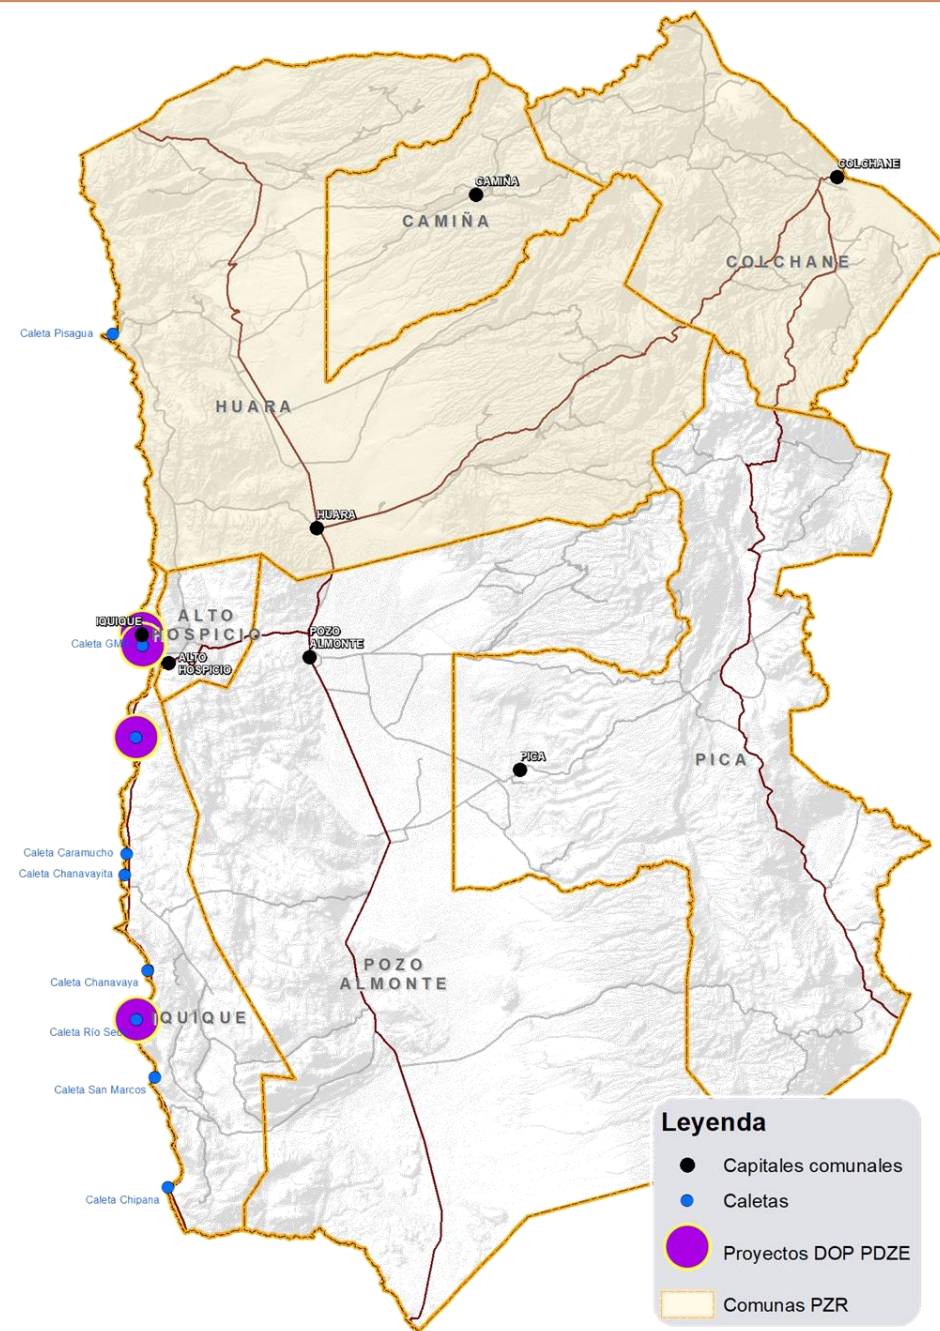 COLCHANE
CAMIÑA
CAMIÑA
COLCHANE
Caleta Pisagua
HUARA
HUARA
ALTO
HOSPICIO
IQUIQUE
Caleta GM
POZO
ALMONTE
ALTO
HOSPICIO
PICA
PICA
Caleta Caramucho
Caleta Chanavayita
POZO
ALMONTE
Caleta Chanavaya
IQUIQUE
Caleta Río Se
Caleta San Marcos
Caleta Chipana
Leyenda
Capitales comunales
Caletas
Proyectos DOP PDZE
Comunas PZR